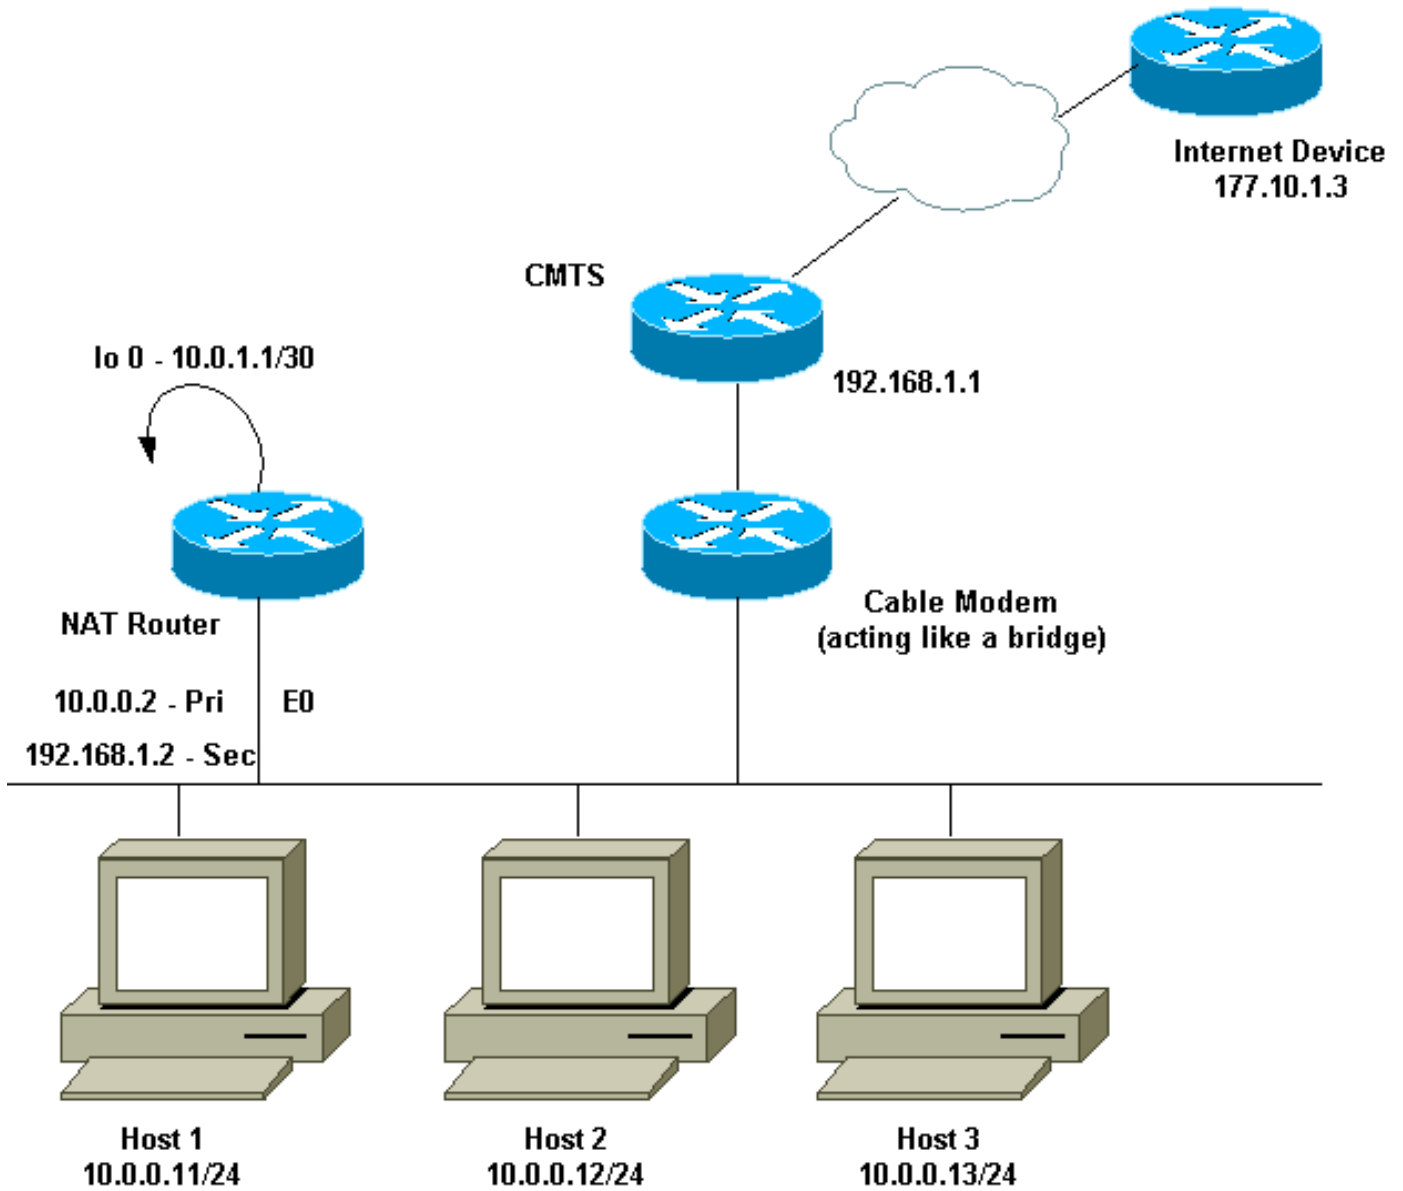 Internet Device
177.10.1.3
CMTS
192.168.1.1
lo 0 - 10.0.1.1/30
NAT Router
Cable Modem
(acting like a bridge)
10.0.0.2 - Pri
E0
192.168.1.2 - Sec
Host 1
10.0.0.11/24
Host 2
10.0.0.12/24
Host 3
10.0.0.13/24